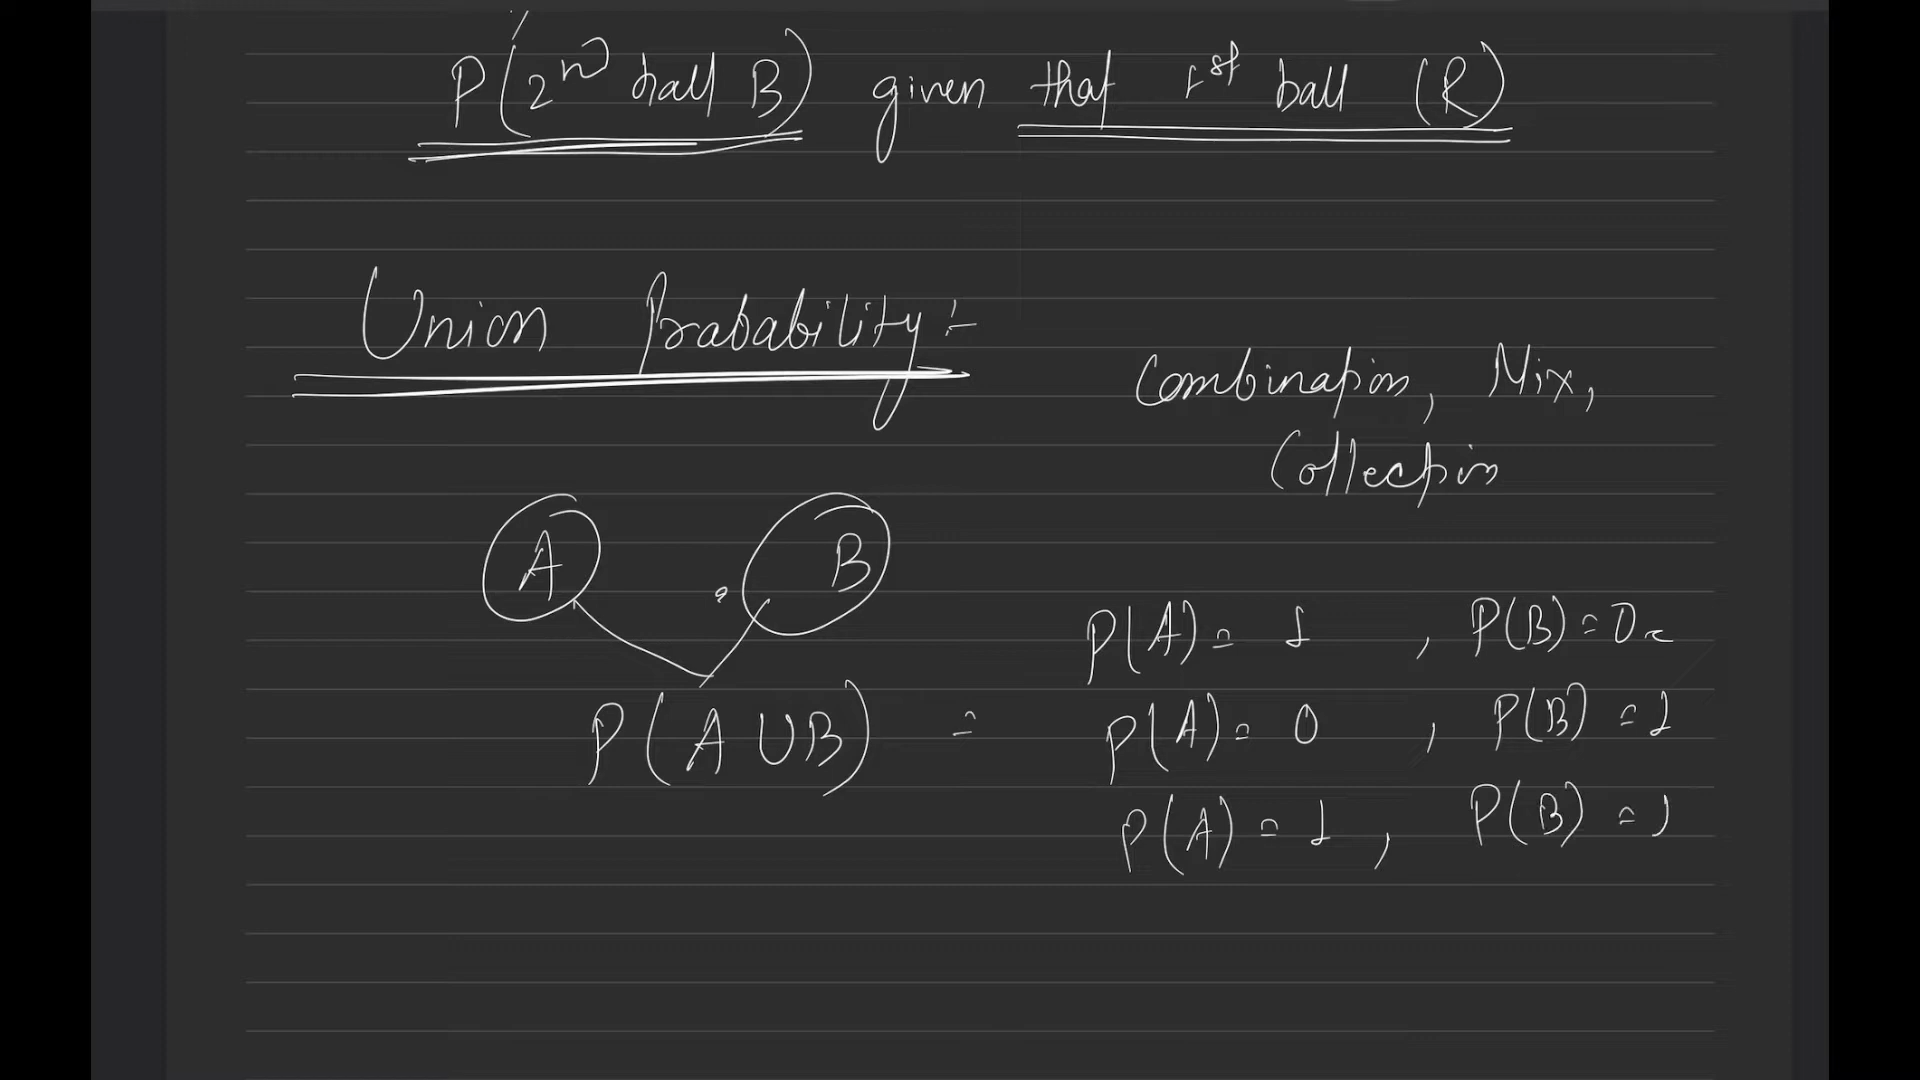 P(2nd ball B) given that 1st ball (R)
Union Probability:-
Combination, Mix,
Collection
A B
P(A) = 1 , P(B) = 0
P(A∪B) = P(A) = 0 , P(B) = 1
P(A) = 1 , P(B) = 1